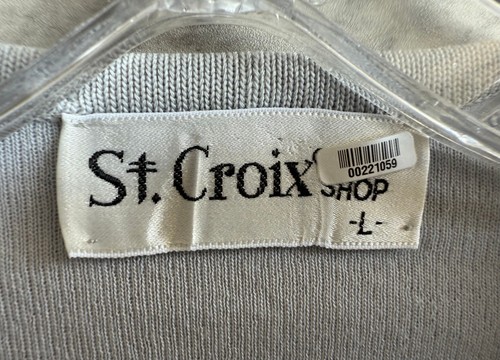 St. Croix
SHOP
-L-
00221059